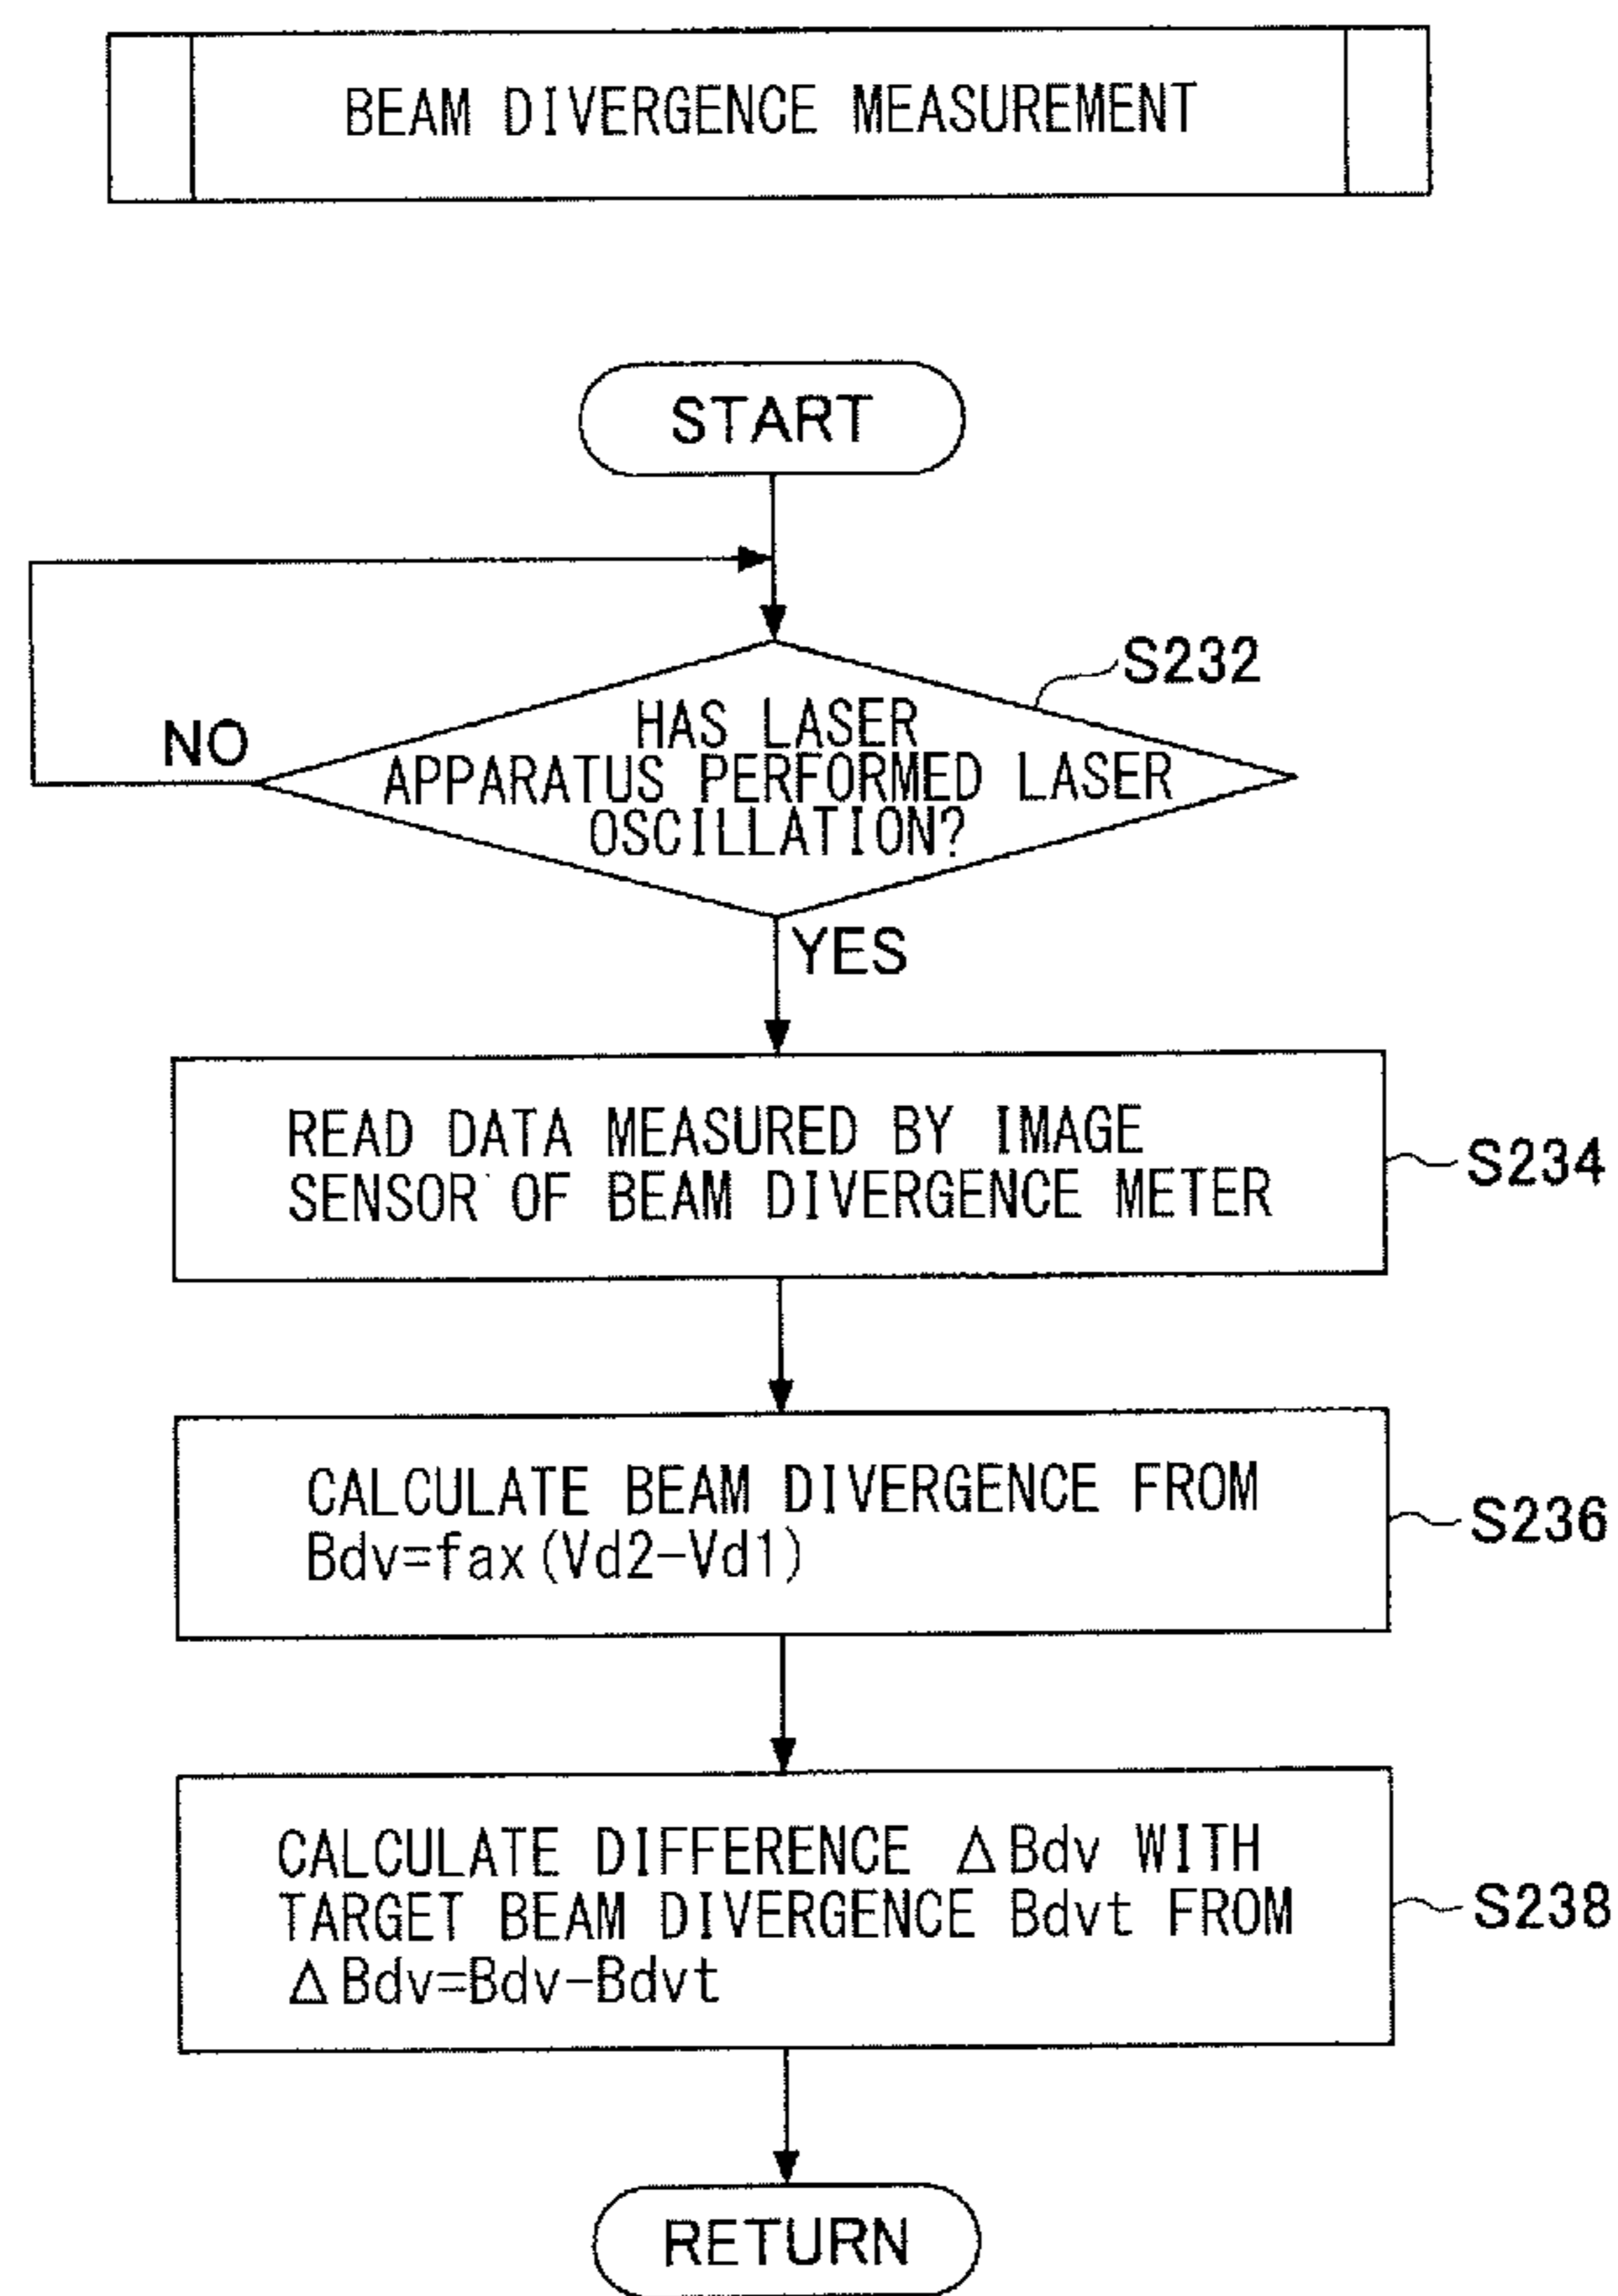 BEAM DIVERGENCE MEASUREMENT
START
S232
HAS LASER
APPARATUS PERFORMED LASER
OSCILLATION?
NO
YES
READ DATA MEASURED BY IMAGE
SENSOR OF BEAM DIVERGENCE METER
S234
CALCULATE BEAM DIVERGENCE FROM
Bdv=fax(Vd2-Vd1)
S236
CALCULATE DIFFERENCE ΔBdv WITH
TARGET BEAM DIVERGENCE Bdvt FROM
ΔBdv=Bdv-Bdvt
S238
RETURN